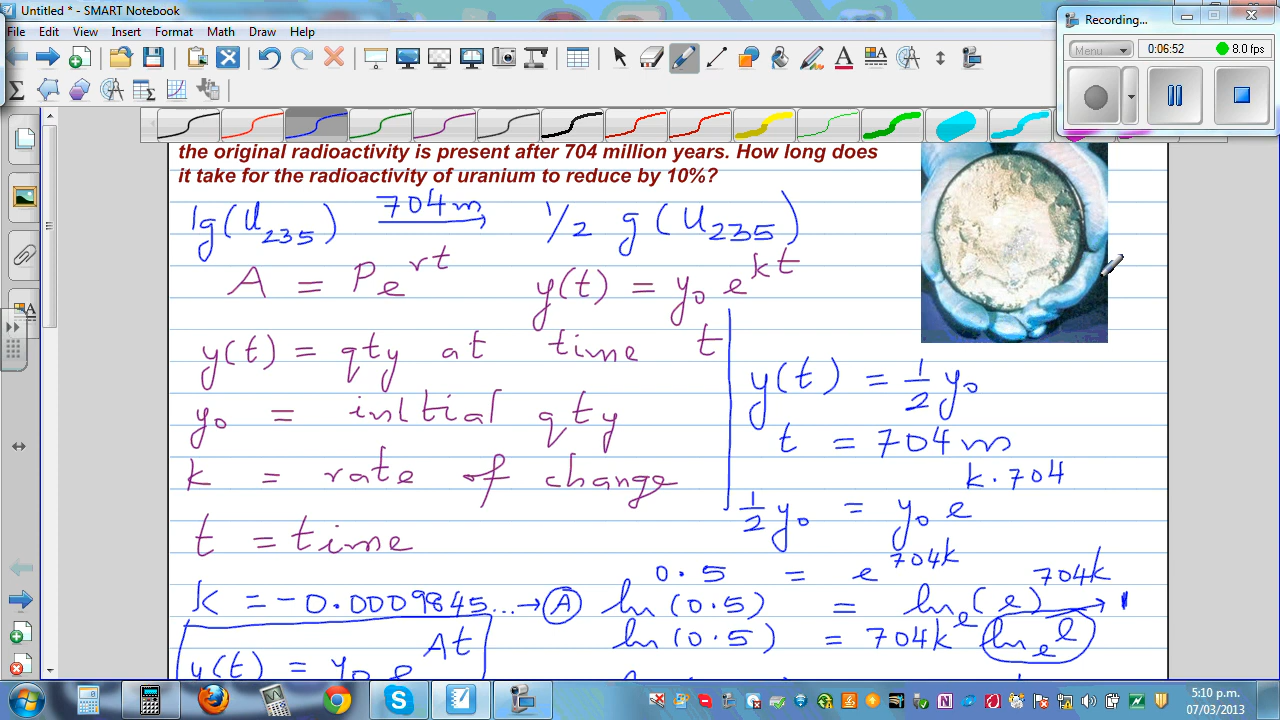 Untitled * - SMART Notebook
File Edit View Insert Format Math Draw Help
Recording...
Menu 0:06:52 8.0 fps
the original radioactivity is present after 704 million years. How long does
it take for the radioactivity of uranium to reduce by 10%?
1g(U235) 704m 1/2 g(U235)
A = Pe^rt y(t) = y0 e^kt
y(t) = qty at time t
y0 = initial qty
k = rate of change
t = time
k = -0.0009845... → Ⓐ
y(t) = y0 e^At
y(t) = 1/2 y0
t = 704m
1/2 y0 = y0 e^k·704
0.5 = e^704k
ln(0.5) = ln_e(e)^704k → 1
ln(0.5) = 704k ln_e e
5:10 p.m.
07/03/2013